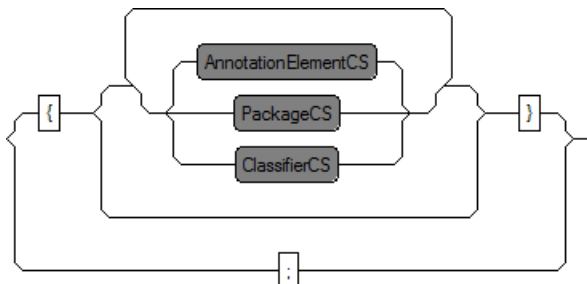 AnnotationElementCS
{ PackageCS }
ClassifierCS
;